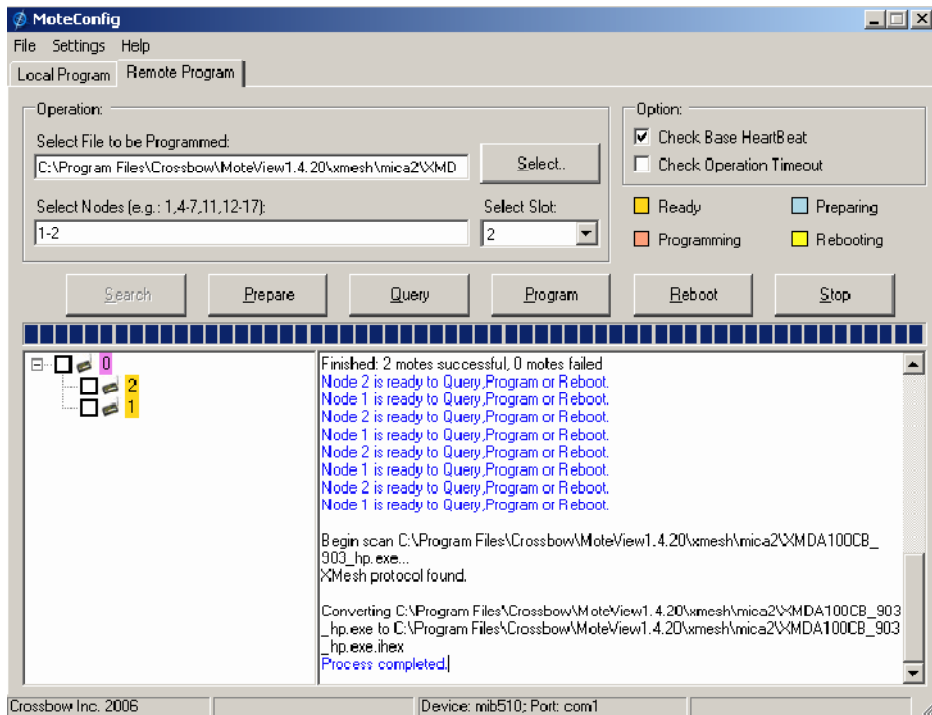 MoteConfig
File Settings Help
Local Program Remote Program
Operation:
Select File to be Programmed:
C:\Program Files\Crossbow\MoteView1.4.20\xmesh\mica2\XMD
Select..
Select Nodes (e.g.: 1,4-7,11,12-17):
Select Slot:
1-2
2
Option:
Check Base HeartBeat
Check Operation Timeout
Ready Preparing
Programming Rebooting
Search Prepare Query Program Reboot Stop
0
2
1
Finished: 2 motes successful, 0 motes failed
Node 2 is ready to Query,Program or Reboot.
Node 1 is ready to Query,Program or Reboot.
Node 2 is ready to Query,Program or Reboot.
Node 1 is ready to Query,Program or Reboot.
Node 2 is ready to Query,Program or Reboot.
Node 1 is ready to Query,Program or Reboot.
Node 2 is ready to Query,Program or Reboot.
Node 1 is ready to Query,Program or Reboot.
Begin scan C:\Program Files\Crossbow\MoteView1.4.20\xmesh\mica2\XMDA100CB_
903_hp.exe...
XMesh protocol found.
Converting C:\Program Files\Crossbow\MoteView1.4.20\xmesh\mica2\XMDA100CB_903
_hp.exe to C:\Program Files\Crossbow\MoteView1.4.20\xmesh\mica2\XMDA100CB_903
_hp.exe.ihex
Process completed.
Crossbow Inc. 2006
Device: mib510; Port: com1